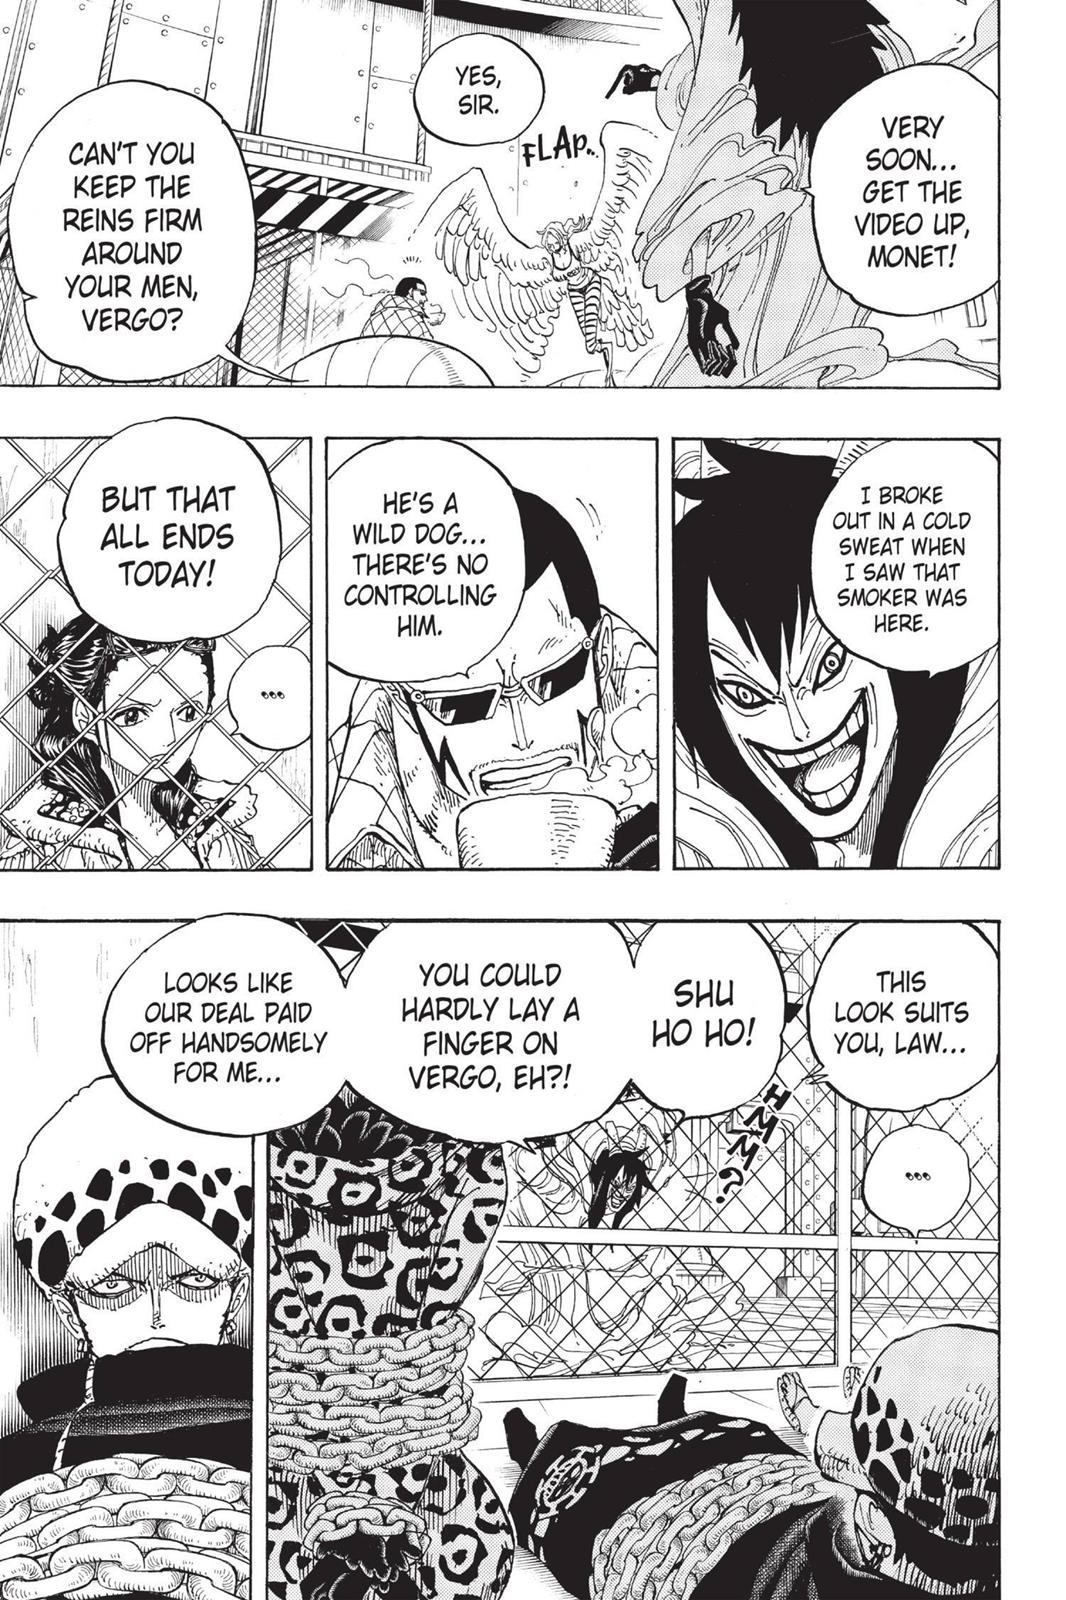 VERY
SOON...
GET THE
VIDEO UP,
MONET!
YES,
SIR.
FLAP..
CAN'T YOU
KEEP THE
REINS FIRM
AROUND
YOUR MEN,
VERGO?
I BROKE
OUT IN A COLD
SWEAT WHEN
I SAW THAT
SMOKER WAS
HERE.
HE'S A
WILD DOG...
THERE'S NO
CONTROLLING
HIM.
BUT THAT
ALL ENDS
TODAY!
...
THIS
LOOK SUITS
YOU, LAW...
...
HMM?
SHU
HO HO!
YOU COULD
HARDLY LAY A
FINGER ON
VERGO, EH?!
LOOKS LIKE
OUR DEAL PAID
OFF HANDSOMELY
FOR ME...